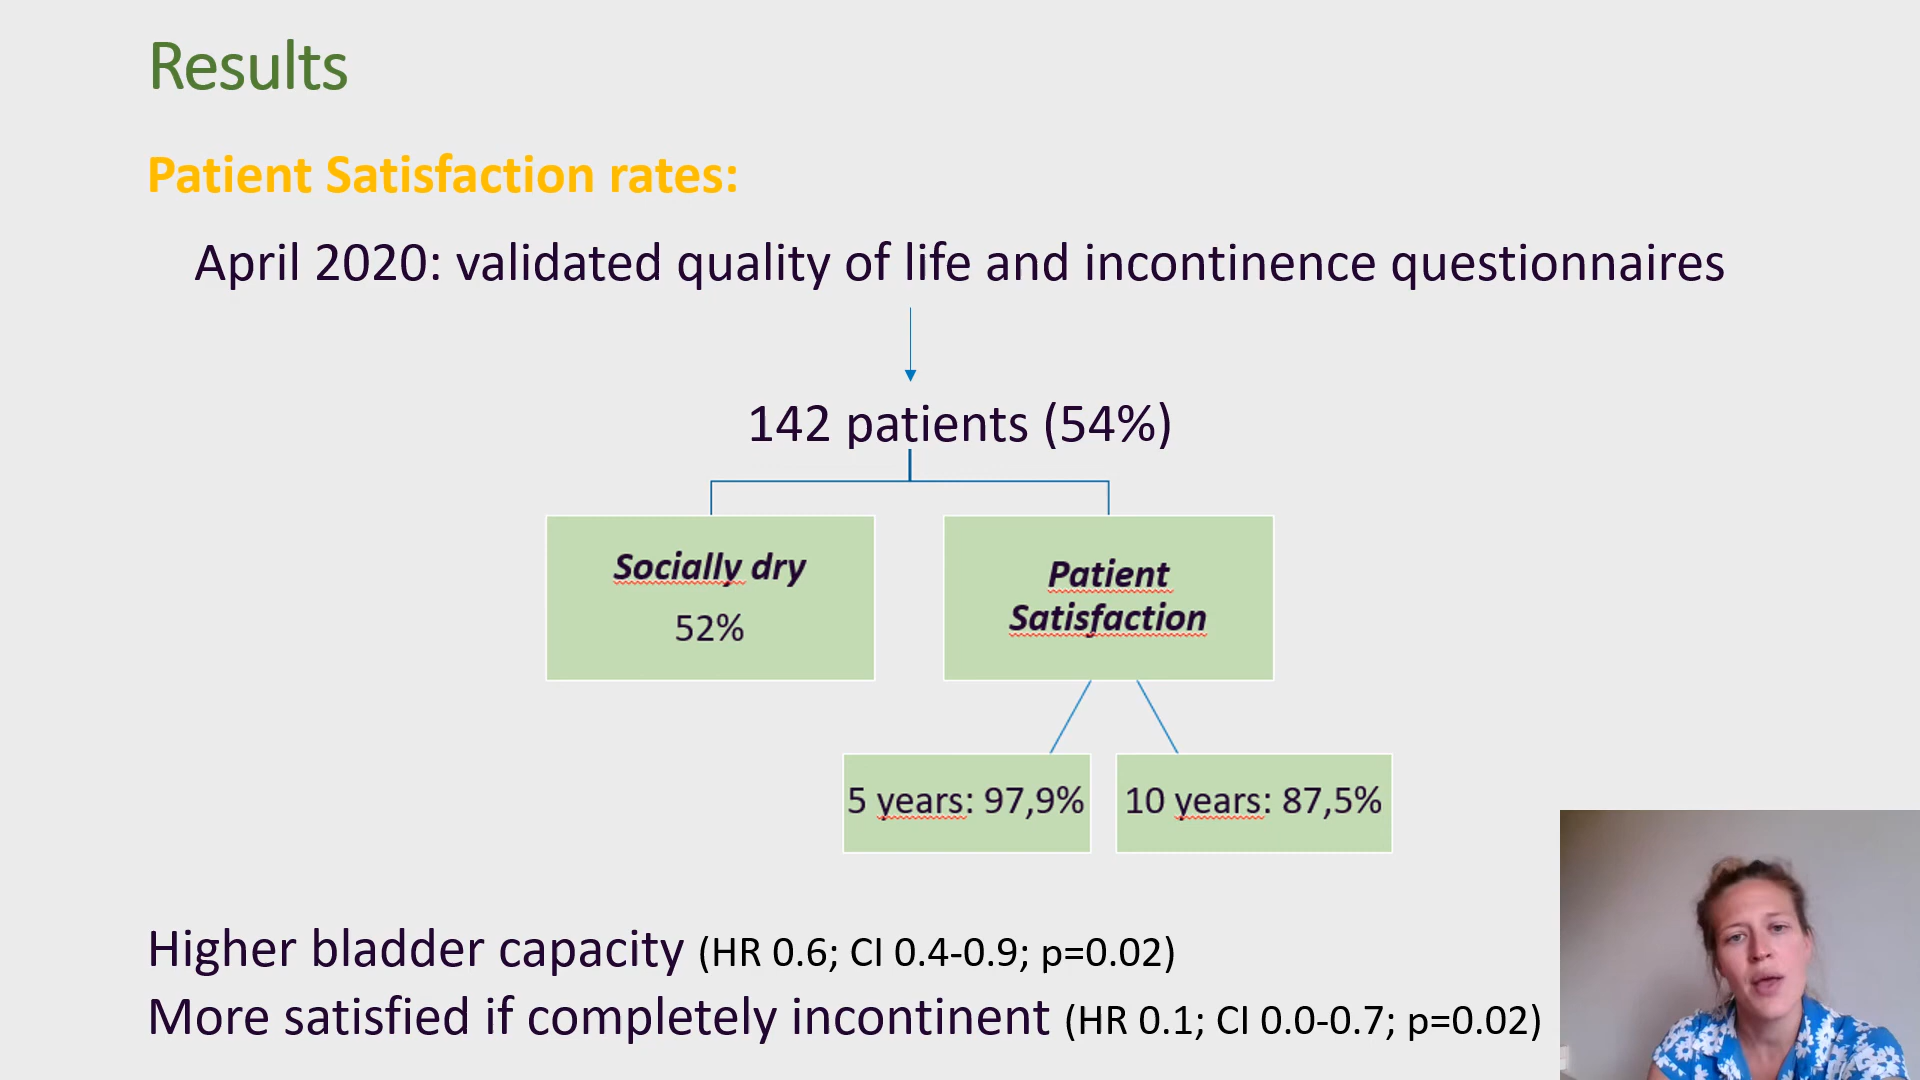 Results
Patient Satisfaction rates:
April 2020: validated quality of life and incontinence questionnaires
142 patients (54%)
Socially dry
52%
Patient
Satisfaction
5 years: 97,9%
10 years: 87,5%
Higher bladder capacity (HR 0.6; CI 0.4-0.9; p=0.02)
More satisfied if completely incontinent (HR 0.1; CI 0.0-0.7; p=0.02)